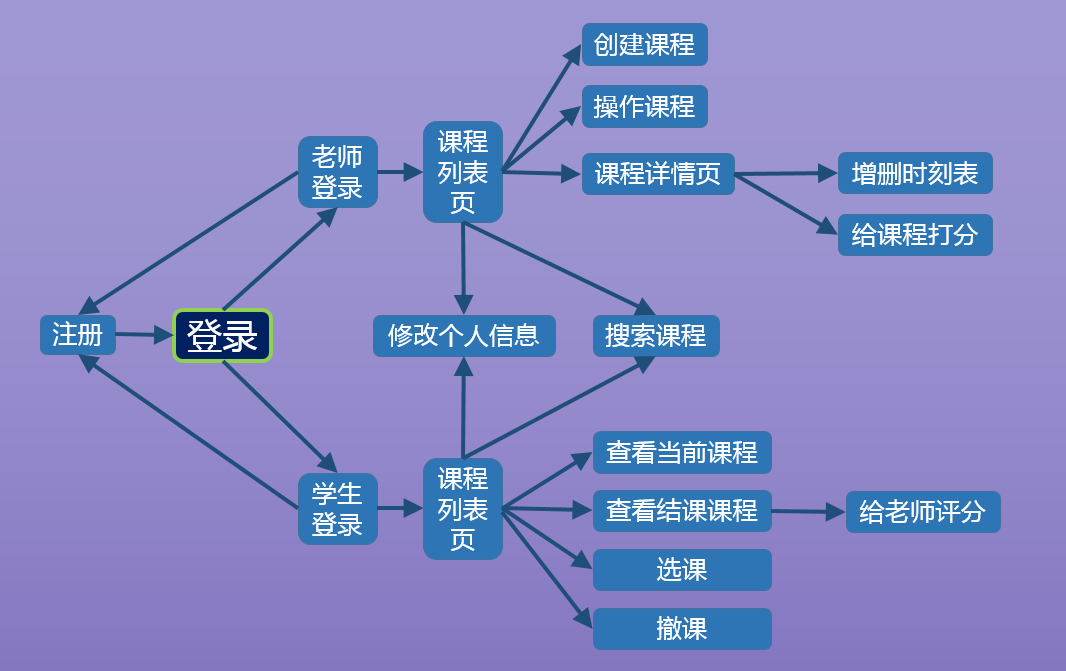 创建课程
操作课程
老师
登录
课程
列表
页
课程详情页
增删时刻表
给课程打分
注册
登录
修改个人信息
搜索课程
学生
登录
课程
列表
页
查看当前课程
查看结课课程
给老师评分
选课
撤课